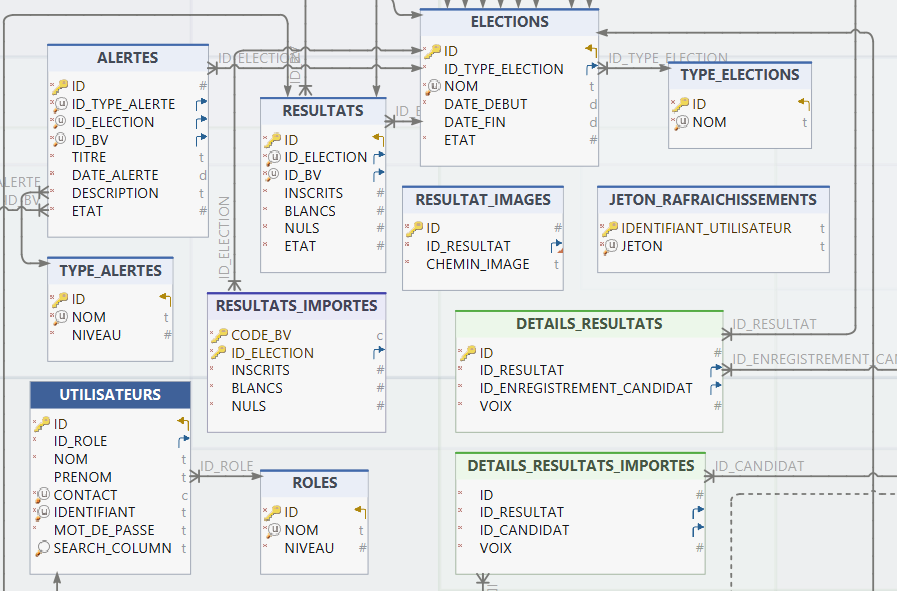 ALERTES
ID #
ID_TYPE_ALERTE
ID_ELECTION
ID_BV
TITRE t
DATE_ALERTE d
DESCRIPTION t
ETAT #
ID_ELECTION
RESULTATS
ID
ID_ELECTION
ID_BV
INSCRITS #
BLANCS #
NULS #
ETAT #
ELECTIONS
ID
ID_TYPE_ELECTION
NOM t
DATE_DEBUT d
DATE_FIN d
ETAT #
ID_TYPE_ELECTION
TYPE_ELECTIONS
ID
NOM t
LERTE
ID_BV
ID_ELECTION
RESULTAT_IMAGES
ID #
ID_RESULTAT
CHEMIN_IMAGE t
JETON_RAFRAICHISSEMENTS
IDENTIFIANT_UTILISATEUR t
JETON t
TYPE_ALERTES
ID
NOM t
NIVEAU #
RESULTATS_IMPORTES
CODE_BV c
ID_ELECTION
INSCRITS #
BLANCS #
NULS #
DETAILS_RESULTATS
ID #
ID_RESULTAT
ID_ENREGISTREMENT_CANDIDAT
VOIX #
ID_RESULTAT
ID_ENREGISTREMENT_CAN
UTILISATEURS
ID
ID_ROLE
NOM t
PRENOM t
CONTACT c
IDENTIFIANT t
MOT_DE_PASSE t
SEARCH_COLUMN t
ID_ROLE
ROLES
ID
NOM t
NIVEAU #
DETAILS_RESULTATS_IMPORTES
ID #
ID_RESULTAT
ID_CANDIDAT
VOIX #
ID_CANDIDAT